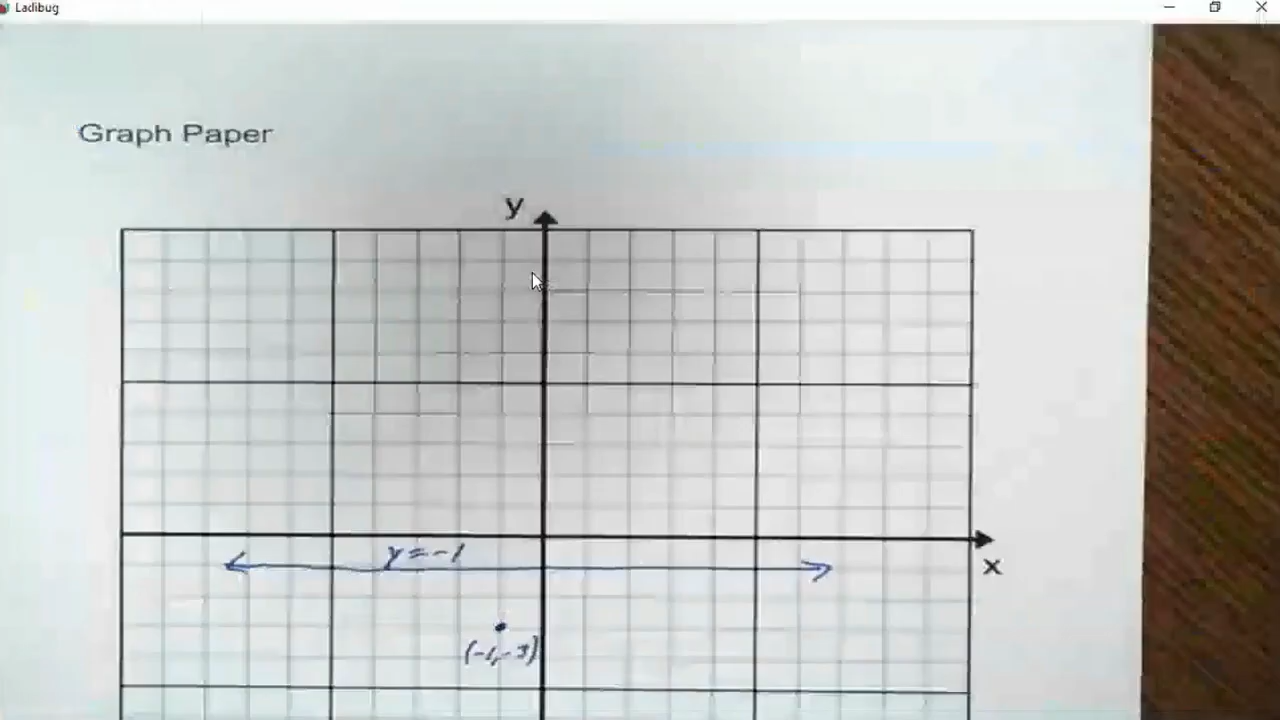 Ladibug
Graph Paper
y
y = -1
x
(-1, -3)